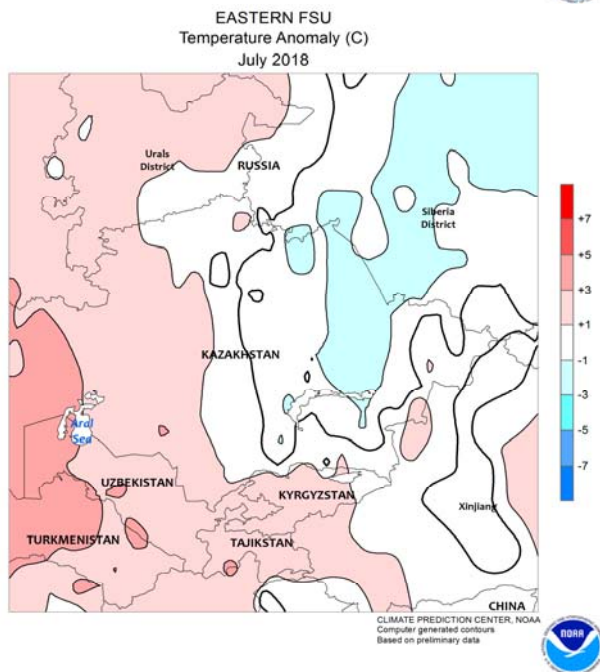 EASTERN FSU
Temperature Anomaly (C)
July 2018
Urals
District
RUSSIA
Siberia
District
+7
+5
+3
+1
-1
-3
-5
-7
KAZAKHSTAN
Aral
Sea
UZBEKISTAN
KYRGYZSTAN
Xinjiang
TURKMENISTAN
TAJIKSTAN
CHINA
CLIMATE PREDICTION CENTER, NOAA
Computer generated contours
Based on preliminary data
NOAA